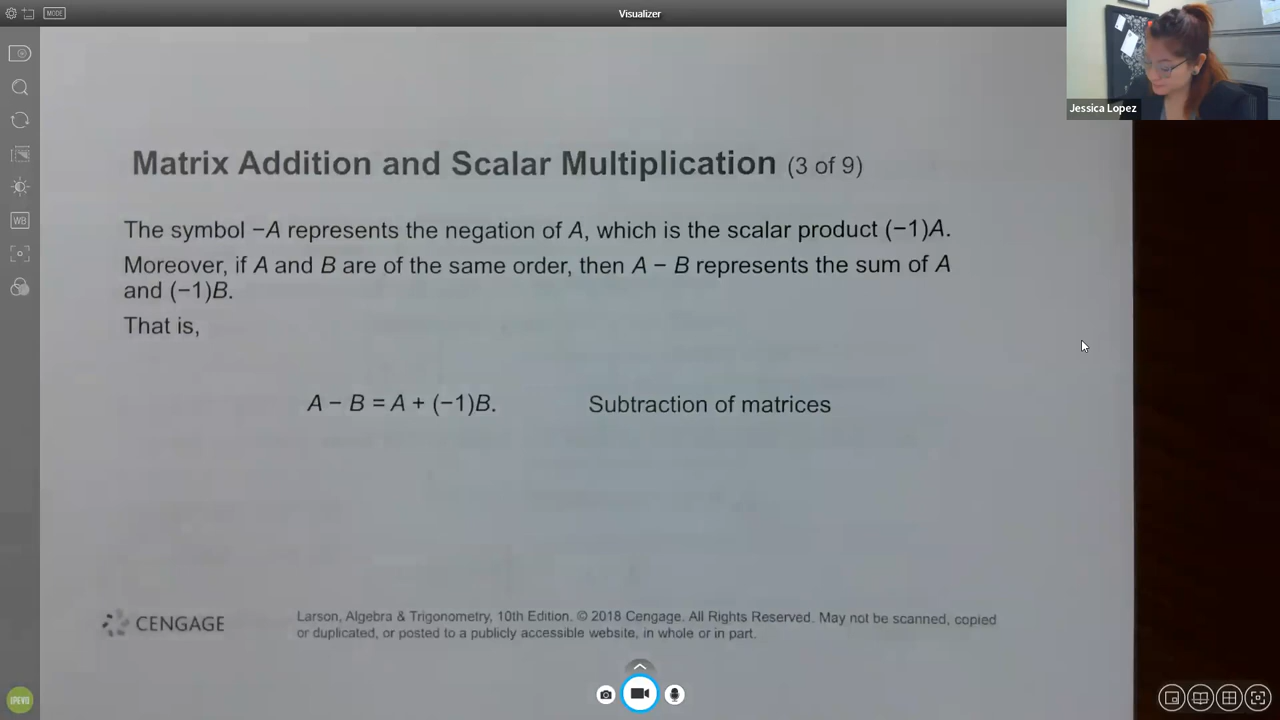 MODE
Visualizer
Jessica Lopez
WB
Matrix Addition and Scalar Multiplication (3 of 9)
The symbol −A represents the negation of A, which is the scalar product (−1)A.
Moreover, if A and B are of the same order, then A − B represents the sum of A
and (−1)B.
That is,
A − B = A + (−1)B. Subtraction of matrices
CENGAGE
Larson, Algebra & Trigonometry, 10th Edition. © 2018 Cengage. All Rights Reserved. May not be scanned, copied
or duplicated, or posted to a publicly accessible website, in whole or in part.
IPEVO